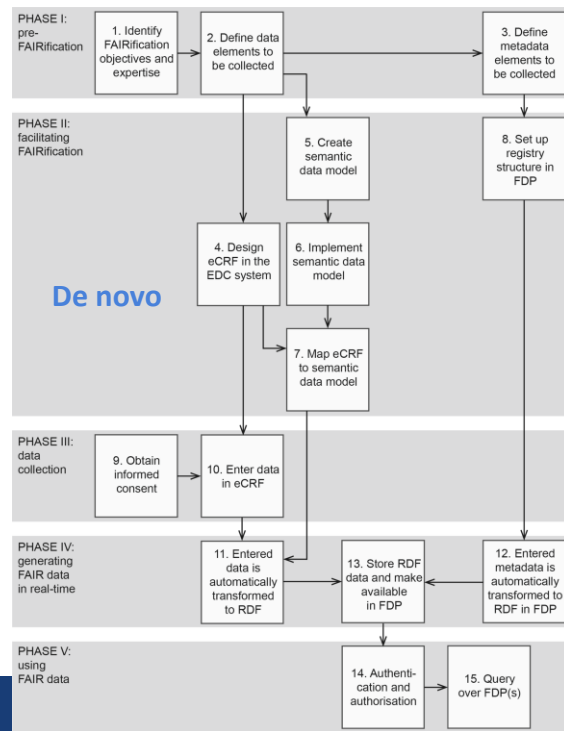 PHASE I:
pre-
FAIRification
1. Identify
FAIRification
objectives and
expertise
2. Define data
elements to
be collected
3. Define
metadata
elements to
be collected
PHASE II:
facilitating
FAIRification
5. Create
semantic
data model
8. Set up
registry
structure in
FDP
4. Design
eCRF in the
EDC system
6. Implement
semantic
data model
De novo
7. Map eCRF
to semantic
data model
PHASE III:
data
collection
9. Obtain
informed
consent
10. Enter data
in eCRF
PHASE IV:
generating
FAIR data
in real-time
11. Entered
data is
automatically
transformed
to RDF
13. Store RDF
data and make
available
in FDP
12. Entered
metadata is
automatically
transformed to
RDF in FDP
PHASE V:
using
FAIR data
14. Authenti-
cation and
authorisation
15. Query
over FDP(s)